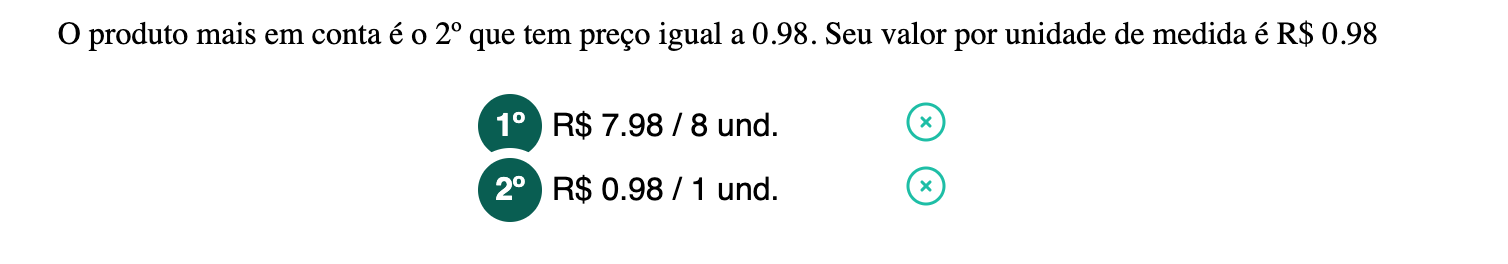 O produto mais em conta é o 2º que tem preço igual a 0.98. Seu valor por unidade de medida é R$ 0.98
1º R$ 7.98 / 8 und.
2º R$ 0.98 / 1 und.